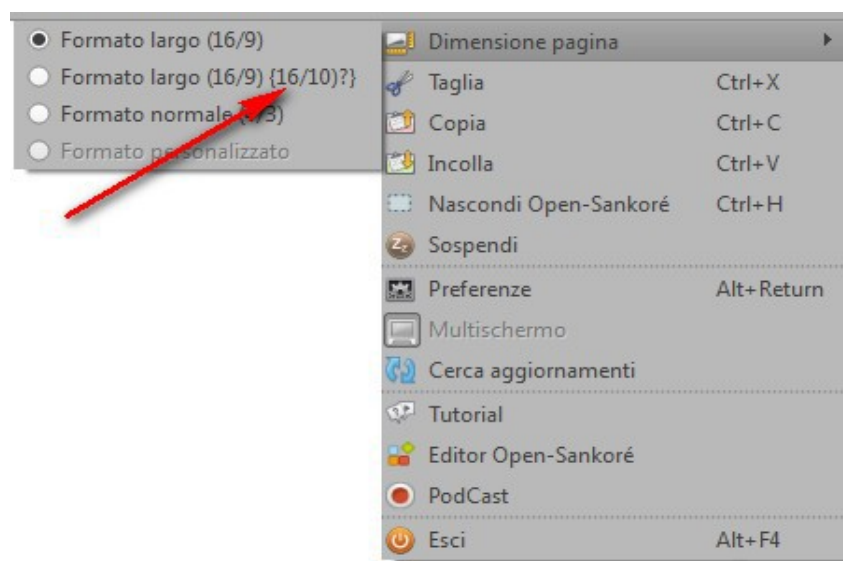 Formato largo (16/9)
Formato largo (16/9) {16/10)?}
Formato normale (4/3)
Formato personalizzato
Dimensione pagina
Taglia Ctrl+X
Copia Ctrl+C
Incolla Ctrl+V
Nascondi Open-Sankoré Ctrl+H
Sospendi
Preferenze Alt+Return
Multischermo
Cerca aggiornamenti
Tutorial
Editor Open-Sankoré
PodCast
Esci Alt+F4